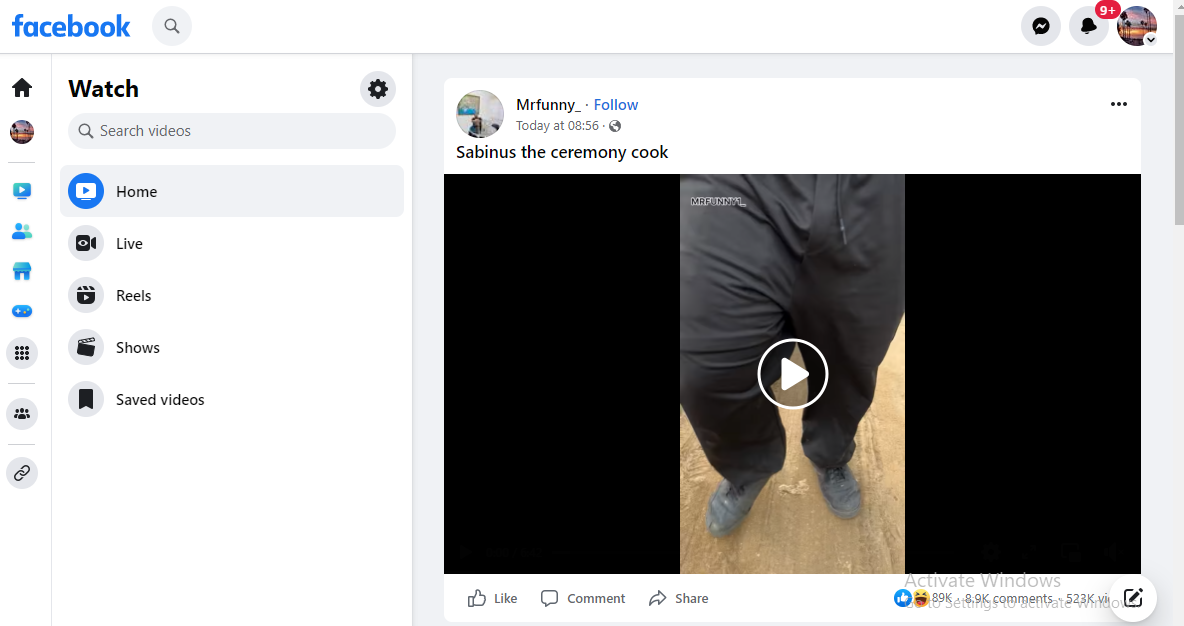 facebook
9+
Watch
Search videos
Home
Live
Reels
Shows
Saved videos
Mrfunny_ · Follow
Today at 08:56 ·
Sabinus the ceremony cook
MRFUNNY1_
Like
Comment
Share
89K · 8.9K comments · 523K vi
Activate Windows
Go to Settings to activate Windows.